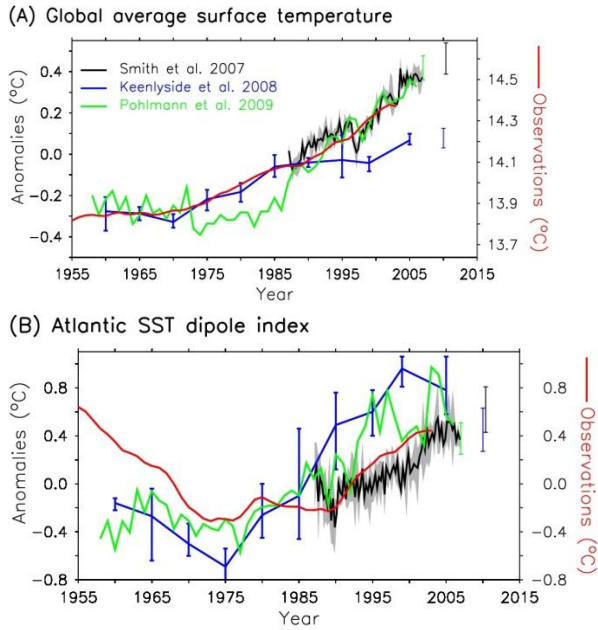 (A) Global average surface temperature
Smith et al. 2007
Keenlyside et al. 2008
Pohlmann et al. 2009
Anomalies (°C)
0.4
0.2
0.0
-0.2
-0.4
14.5
14.3
14.1
13.9
13.7
Observations (°C)
1955 1965 1975 1985 1995 2005 2015
Year
(B) Atlantic SST dipole index
Anomalies (°C)
0.8
0.4
0.0
-0.4
-0.8
0.8
0.4
0.0
-0.4
-0.8
Observations (°C)
1955 1965 1975 1985 1995 2005 2015
Year